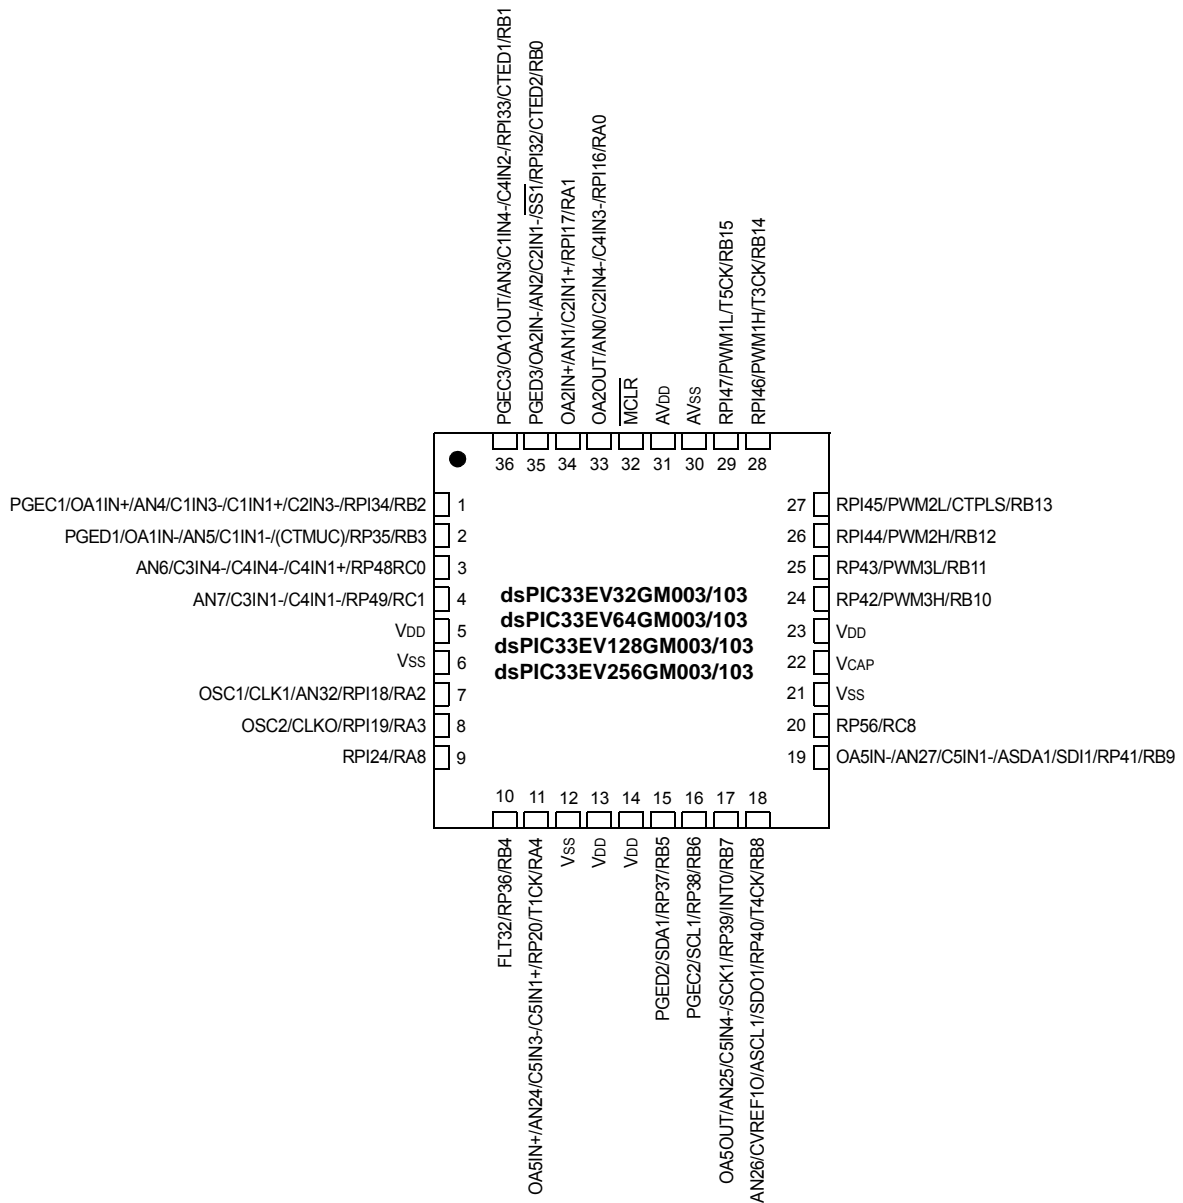 PGEC3/OA1OUT/AN3/C1IN4-/C4IN2-/RPI33/CTED1/RB1
PGED3/OA2IN-/AN2/C2IN1-/SS1/RPI32/CTED2/RB0
OA2IN+/AN1/C2IN1+/RPI17/RA1
OA2OUT/AN0/C2IN4-/C4IN3-/RPI16/RA0
MCLR
AVDD
AVSS
RPI47/PWM1L/T5CK/RB15
RPI46/PWM1H/T3CK/RB14
36 35 34 33 32 31 30 29 28
PGEC1/OA1IN+/AN4/C1IN3-/C1IN1+/C2IN3-/RPI34/RB2 1
PGED1/OA1IN-/AN5/C1IN1-/(CTMUC)/RP35/RB3 2
AN6/C3IN4-/C4IN4-/C4IN1+/RP48RC0 3
AN7/C3IN1-/C4IN1-/RP49/RC1 4
VDD 5
VSS 6
OSC1/CLK1/AN32/RPI18/RA2 7
OSC2/CLKO/RPI19/RA3 8
RPI24/RA8 9
dsPIC33EV32GM003/103
dsPIC33EV64GM003/103
dsPIC33EV128GM003/103
dsPIC33EV256GM003/103
27 RPI45/PWM2L/CTPLS/RB13
26 RPI44/PWM2H/RB12
25 RP43/PWM3L/RB11
24 RP42/PWM3H/RB10
23 VDD
22 VCAP
21 VSS
20 RP56/RC8
19 OA5IN-/AN27/C5IN1-/ASDA1/SDI1/RP41/RB9
10 11 12 13 14 15 16 17 18
FLT32/RP36/RB4
OA5IN+/AN24/C5IN3-/C5IN1+/RP20/T1CK/RA4
VSS
VDD
VDD
PGED2/SDA1/RP37/RB5
PGEC2/SCL1/RP38/RB6
OA5OUT/AN25/C5IN4-/SCK1/RP39/INT0/RB7
AN26/CVREF1O/ASCL1/SDO1/RP40/T4CK/RB8